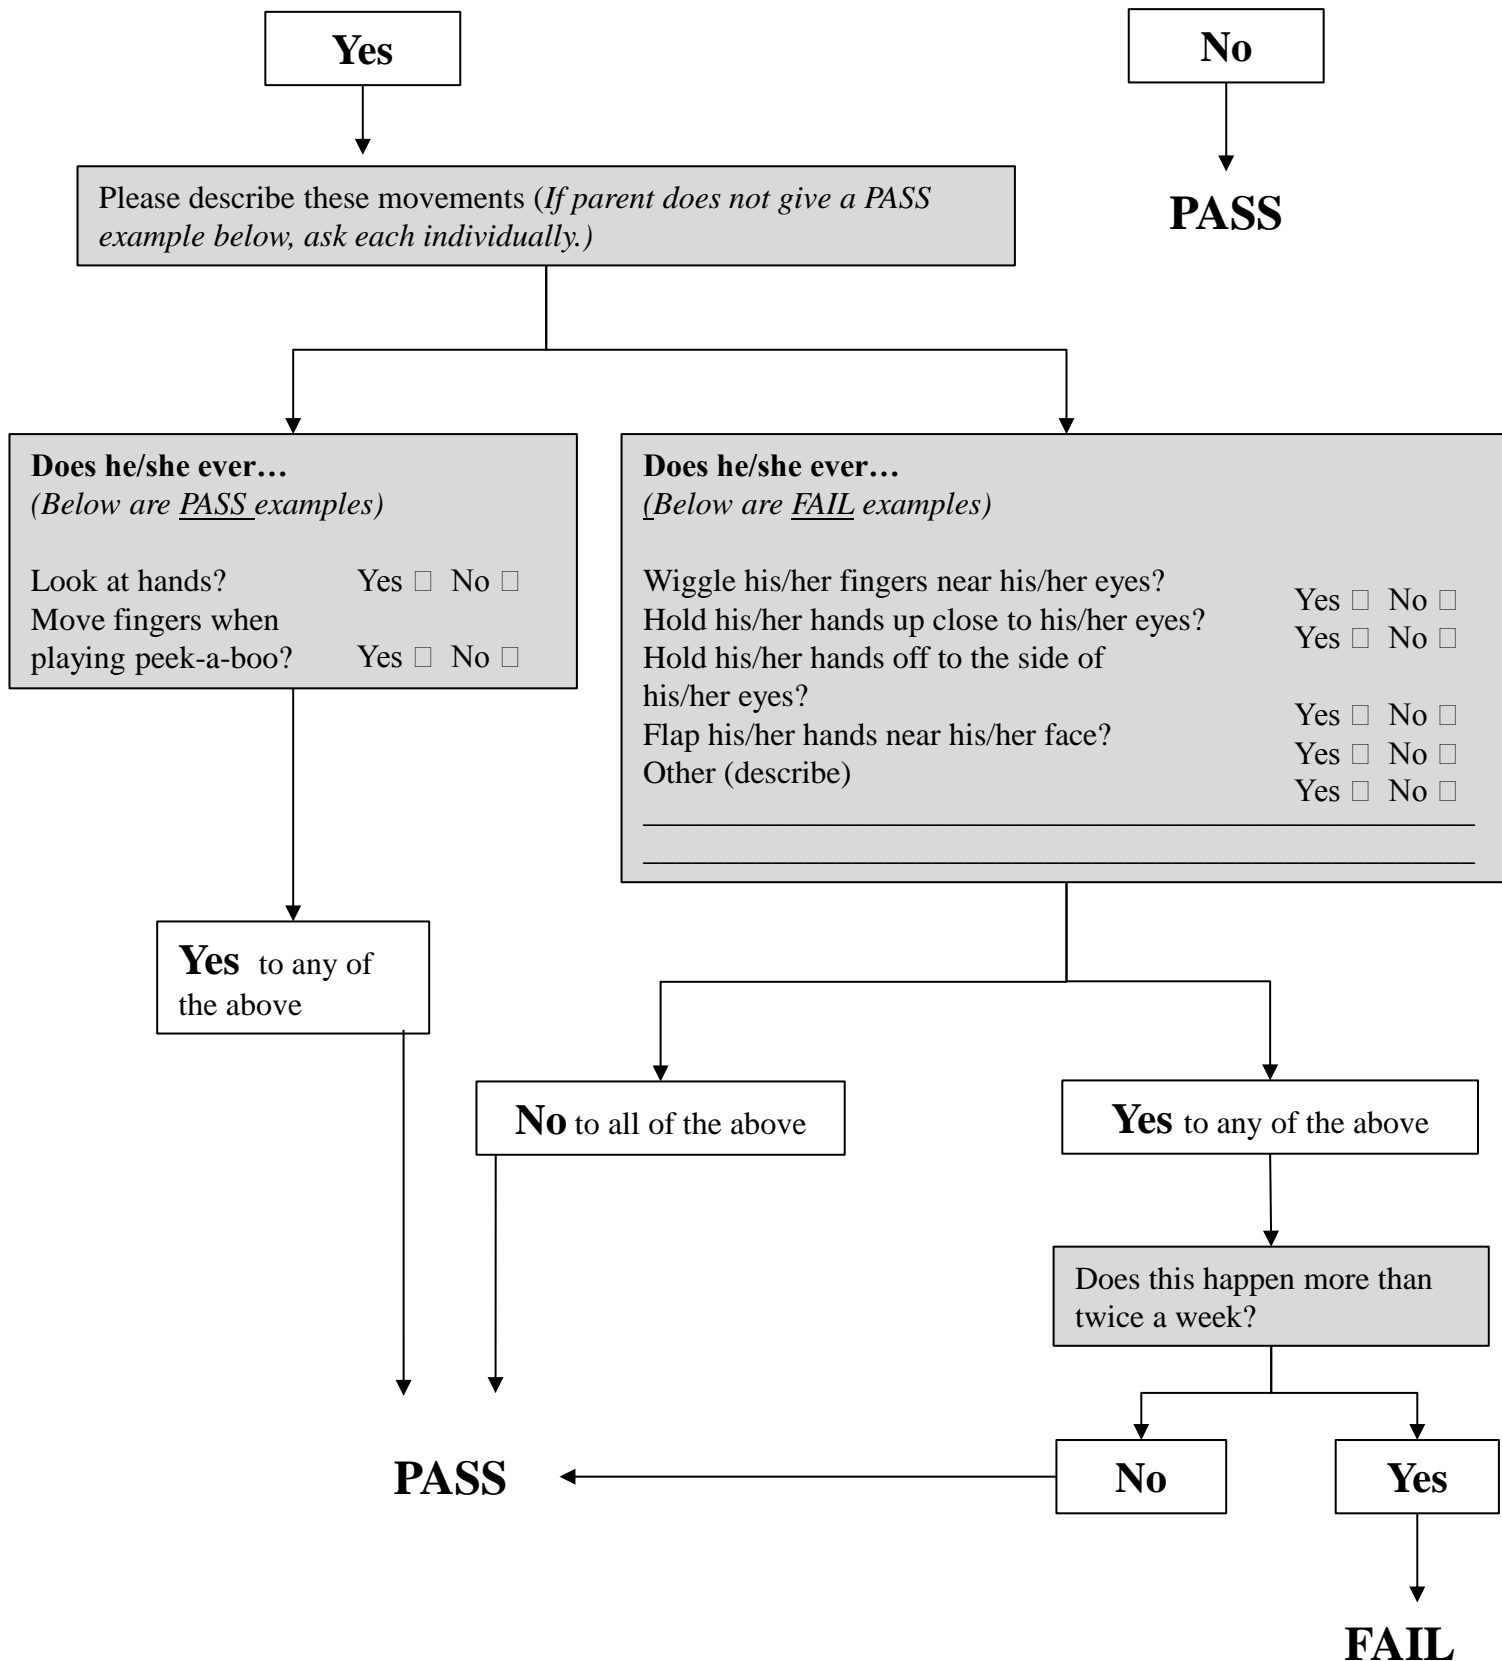 Yes
No
PASS
Please describe these movements (If parent does not give a PASS
example below, ask each individually.)
Does he/she ever…
(Below are PASS examples)
Look at hands? Yes □ No □
Move fingers when
playing peek-a-boo? Yes □ No □
Does he/she ever…
(Below are FAIL examples)
Wiggle his/her fingers near his/her eyes? Yes □ No □
Hold his/her hands up close to his/her eyes? Yes □ No □
Hold his/her hands off to the side of
his/her eyes? Yes □ No □
Flap his/her hands near his/her face? Yes □ No □
Other (describe) Yes □ No □
Yes to any of
the above
No to all of the above
Yes to any of the above
Does this happen more than
twice a week?
PASS
No
Yes
FAIL